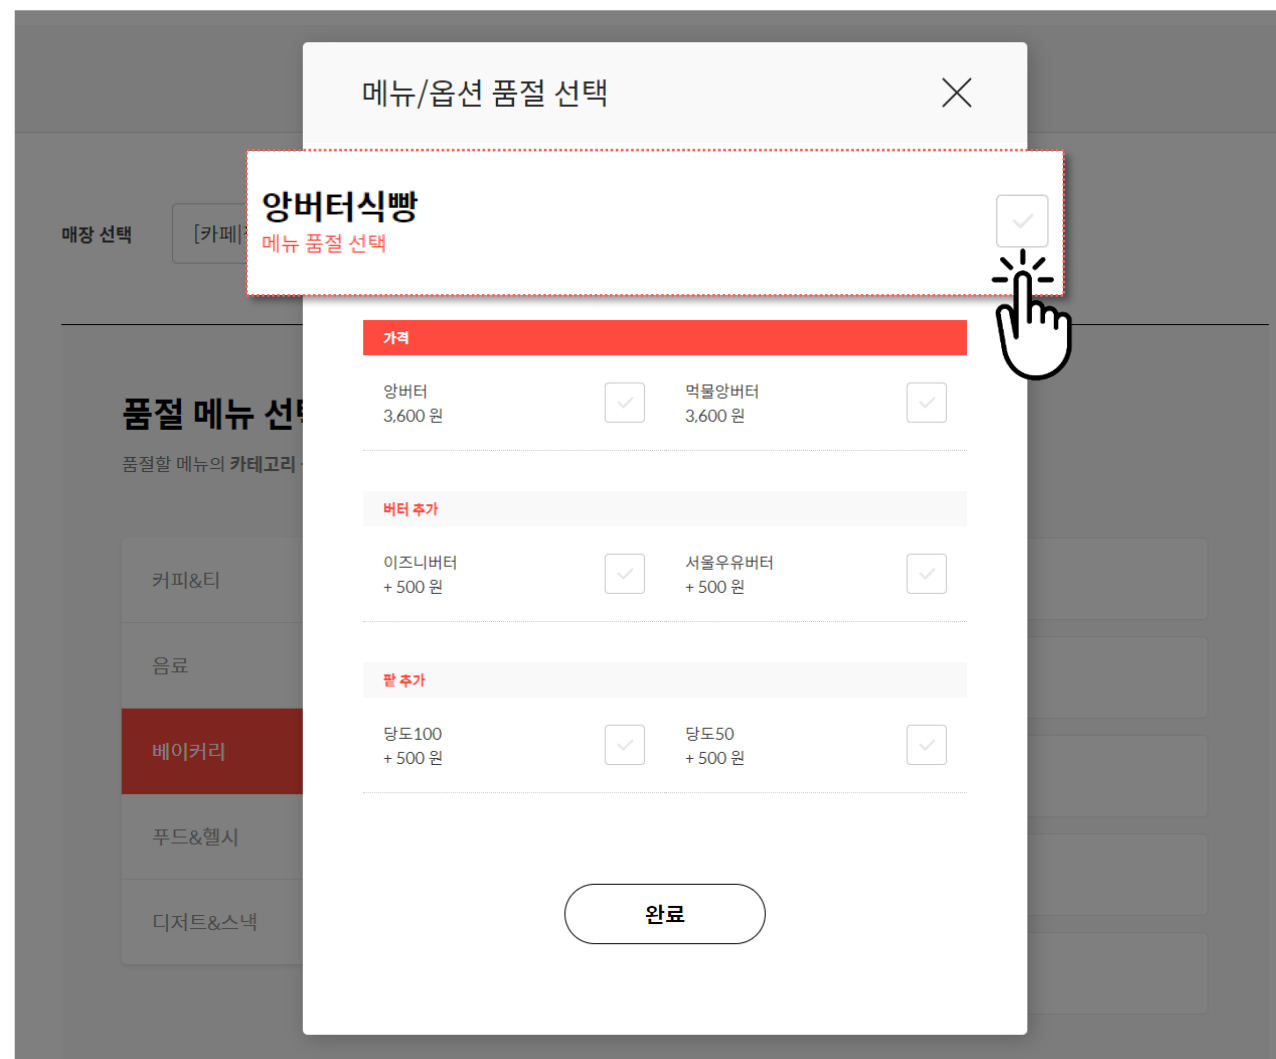 메뉴/옵션 품절 선택
앙버터식빵
메뉴 품절 선택
매장 선택
[카페]
가격
앙버터
3,600 원
먹물앙버터
3,600 원
버터 추가
이즈니버터
+ 500 원
서울우유버터
+ 500 원
팥 추가
당도100
+ 500 원
당도50
+ 500 원
완료
품절 메뉴
품절할 메뉴의 카테고리
커피&티
음료
베이커리
푸드&헬시
디저트&스낵